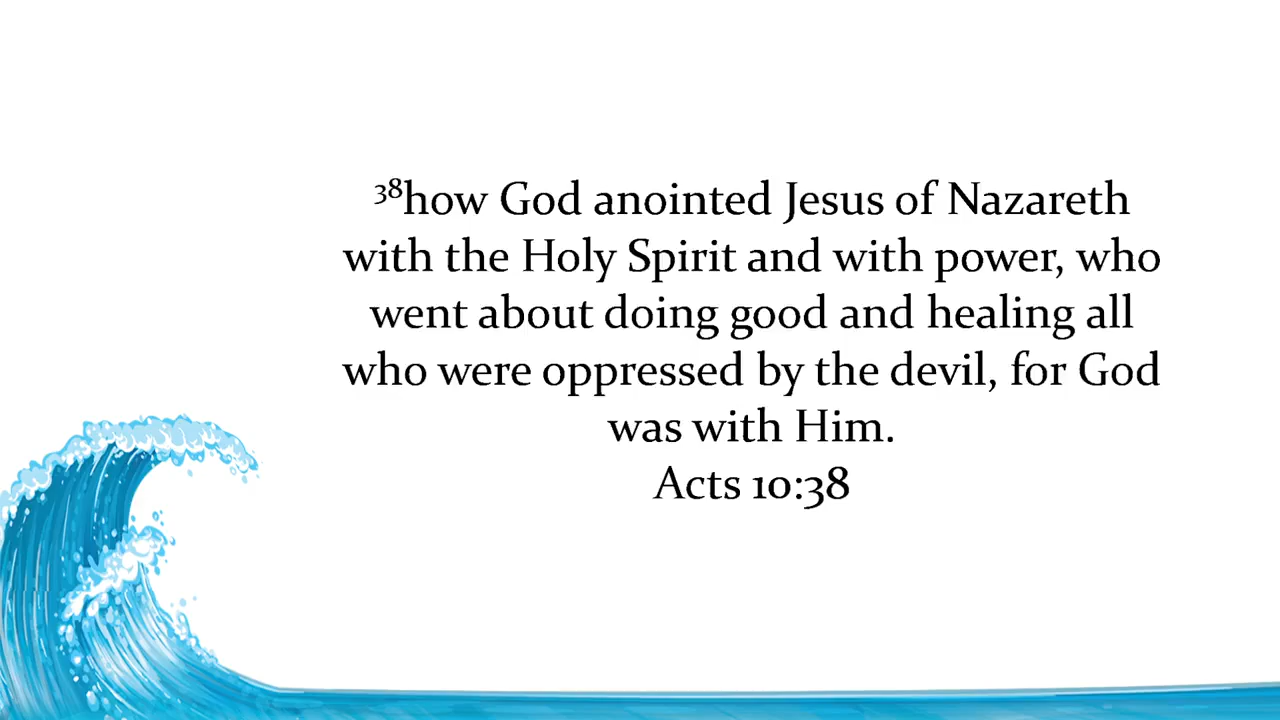 ³⁸how God anointed Jesus of Nazareth
with the Holy Spirit and with power, who
went about doing good and healing all
who were oppressed by the devil, for God
was with Him.
Acts 10:38